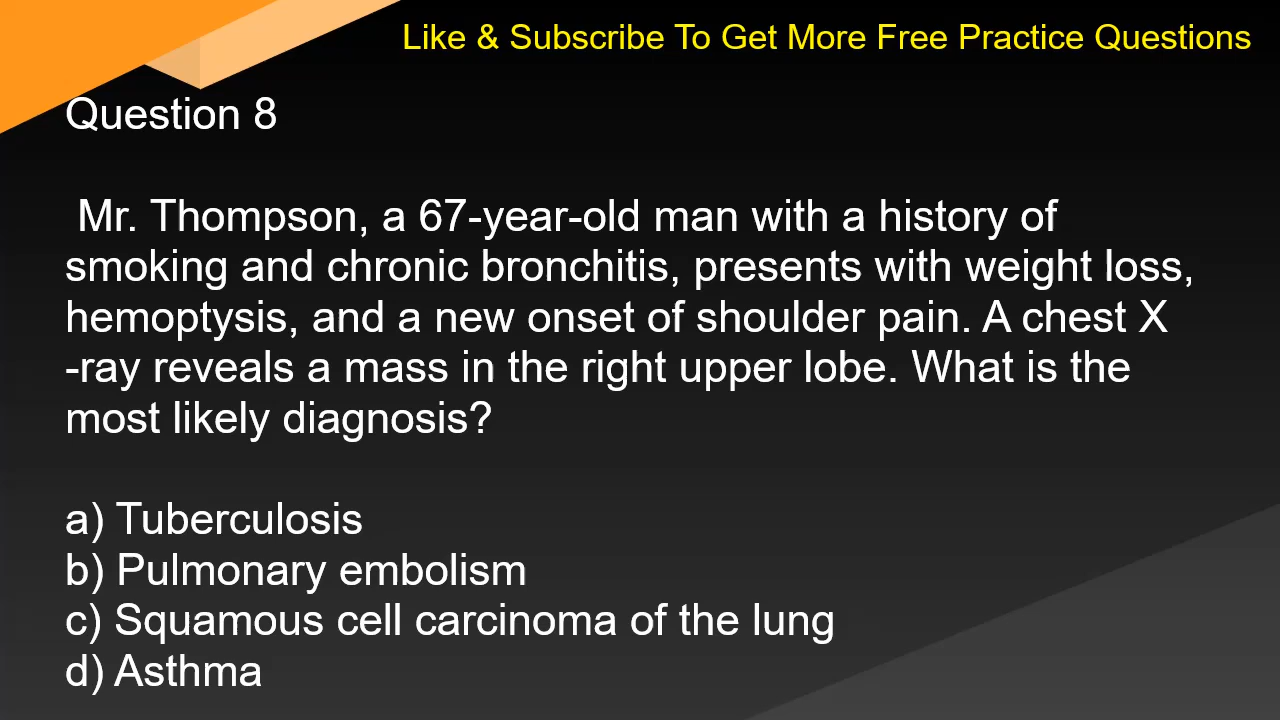 Like & Subscribe To Get More Free Practice Questions
Question 8
Mr. Thompson, a 67-year-old man with a history of
smoking and chronic bronchitis, presents with weight loss,
hemoptysis, and a new onset of shoulder pain. A chest X
-ray reveals a mass in the right upper lobe. What is the
most likely diagnosis?
a) Tuberculosis
b) Pulmonary embolism
c) Squamous cell carcinoma of the lung
d) Asthma